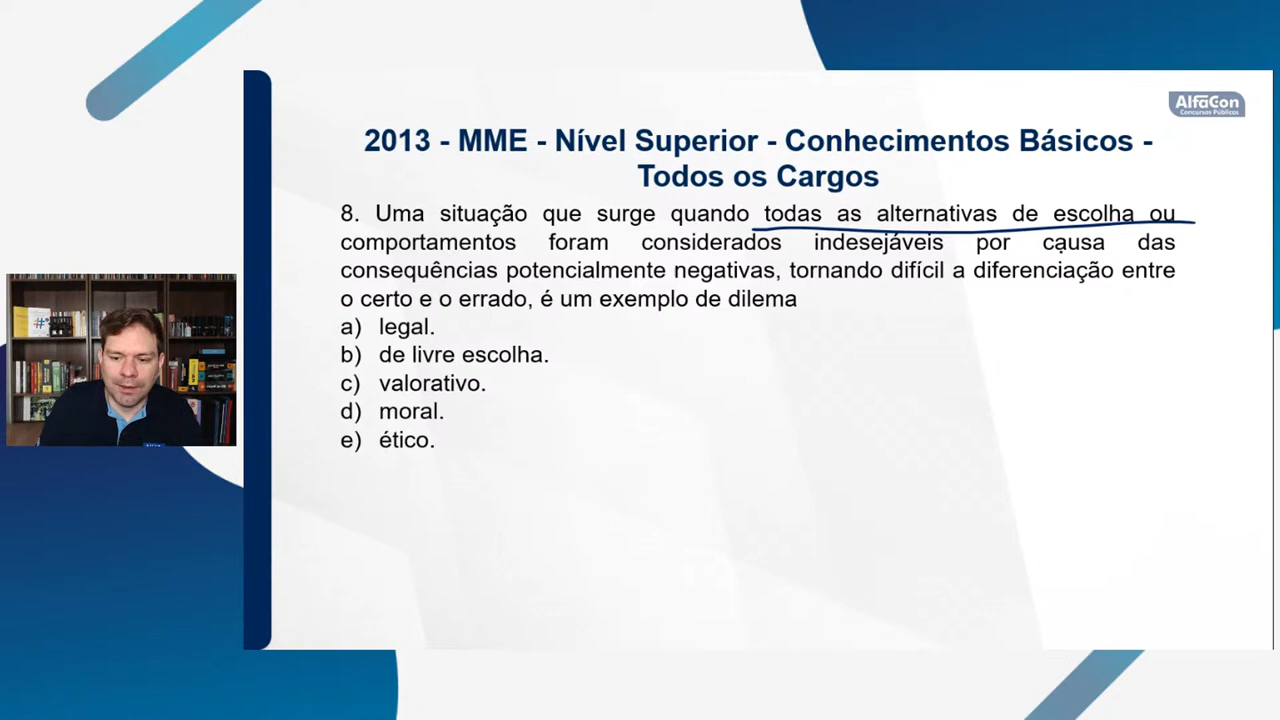 AlfaCon
Concursos Públicos
2013 - MME - Nível Superior - Conhecimentos Básicos -
Todos os Cargos
8. Uma situação que surge quando todas as alternativas de escolha ou
comportamentos foram considerados indesejáveis por causa das
consequências potencialmente negativas, tornando difícil a diferenciação entre
o certo e o errado, é um exemplo de dilema
a) legal.
b) de livre escolha.
c) valorativo.
d) moral.
e) ético.